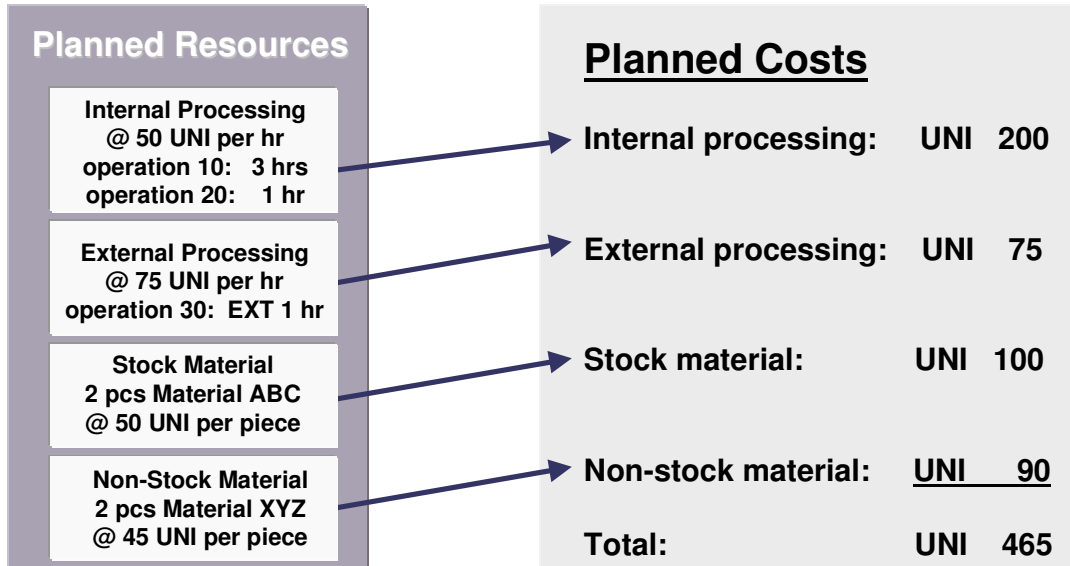 Planned Resources
Internal Processing
@ 50 UNI per hr
operation 10: 3 hrs
operation 20: 1 hr
External Processing
@ 75 UNI per hr
operation 30: EXT 1 hr
Stock Material
2 pcs Material ABC
@ 50 UNI per piece
Non-Stock Material
2 pcs Material XYZ
@ 45 UNI per piece
Planned Costs
Internal processing: UNI 200
External processing: UNI 75
Stock material: UNI 100
Non-stock material: UNI 90
Total: UNI 465